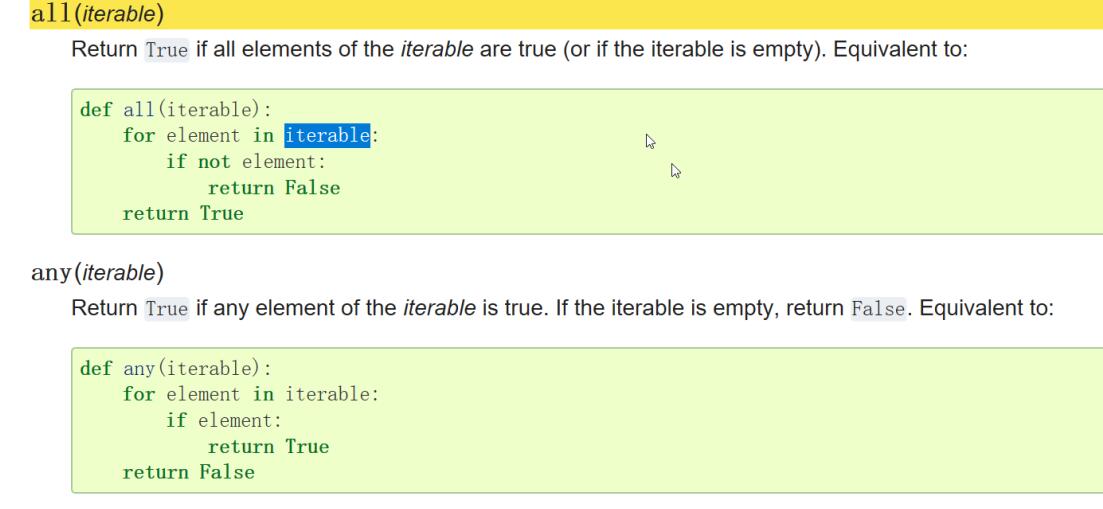 all(iterable)
Return True if all elements of the iterable are true (or if the iterable is empty). Equivalent to:
def all(iterable):
    for element in iterable:
        if not element:
            return False
    return True
any(iterable)
Return True if any element of the iterable is true. If the iterable is empty, return False. Equivalent to:
def any(iterable):
    for element in iterable:
        if element:
            return True
    return False